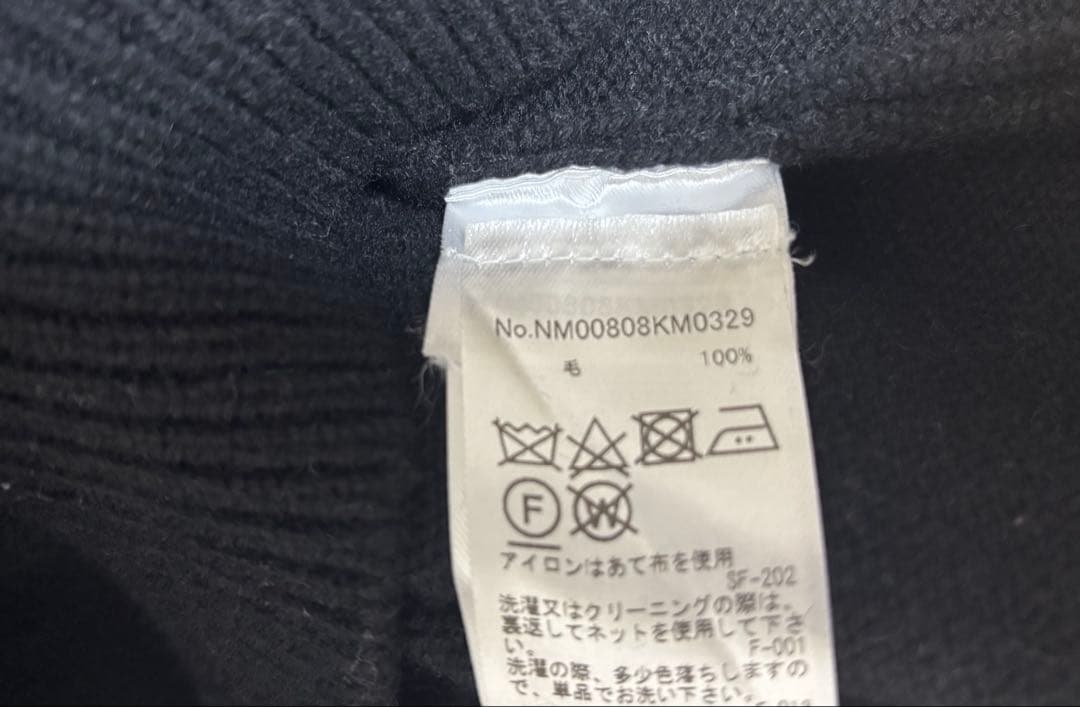 No.NM00808KM0329
毛 100%
F W
アイロンはあて布を使用
SF-202
洗濯又はクリーニングの際は、
裏返してネットを使用して下さ
い。 F-001
洗濯の際、多少色落ちしますの
で、単品でお洗い下さい。